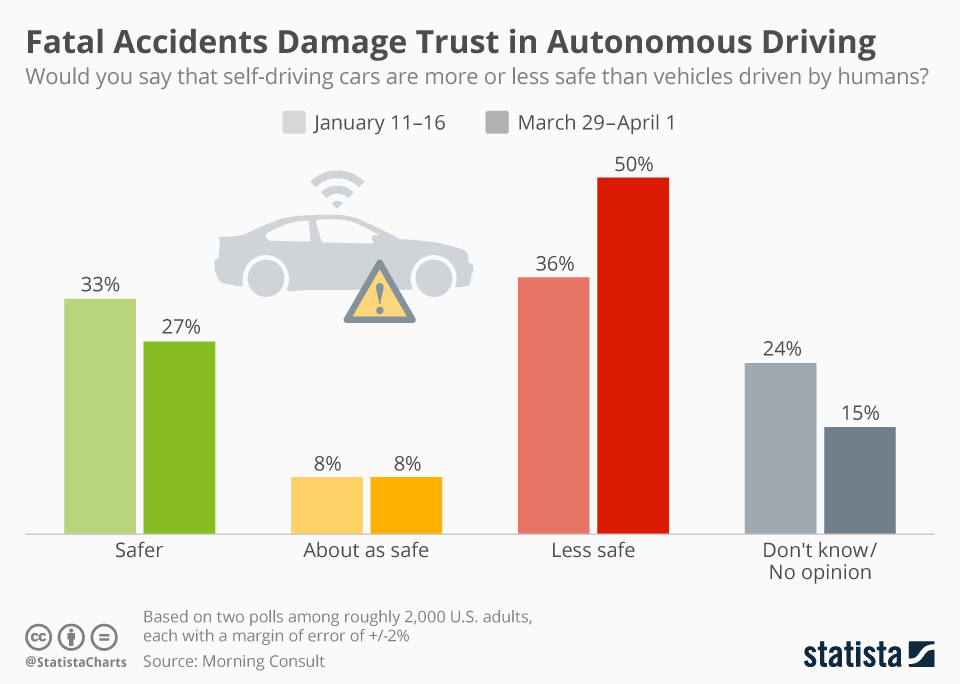 Fatal Accidents Damage Trust in Autonomous Driving
Would you say that self-driving cars are more or less safe than vehicles driven by humans?
January 11–16
March 29–April 1
33%
27%
8%
8%
36%
50%
24%
15%
!
Safer
About as safe
Less safe
Don't know/
No opinion
Based on two polls among roughly 2,000 U.S. adults,
each with a margin of error of +/-2%
cc
=
@StatistaCharts
Source: Morning Consult
statista